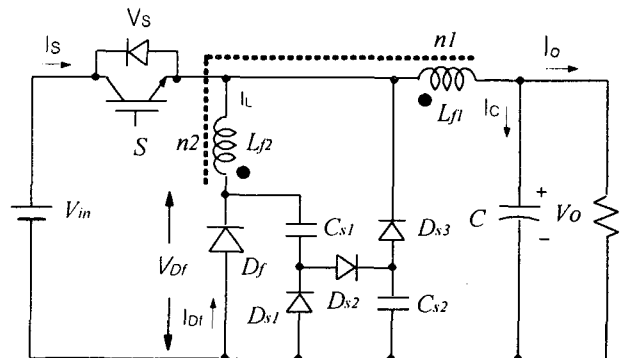 Vs
Is
n1
Io
IL
Lf1
Ic
S
n2
Lf2
Vin
Cs1
Ds3
C
+
Vo
−
VDf
Df
Ds2
IDf
Ds1
Cs2